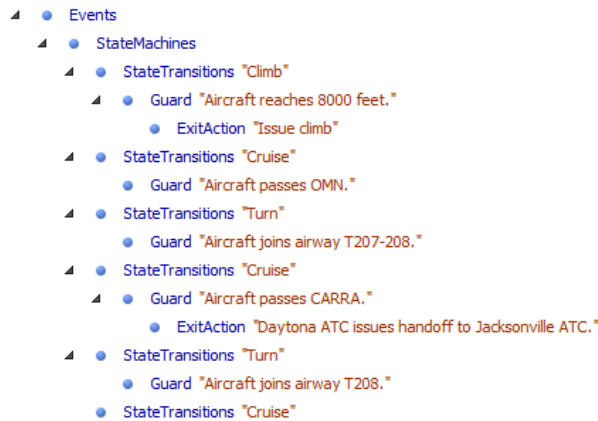 Events
StateMachines
StateTransitions "Climb"
Guard "Aircraft reaches 8000 feet."
ExitAction "Issue climb"
StateTransitions "Cruise"
Guard "Aircraft passes OMN."
StateTransitions "Turn"
Guard "Aircraft joins airway T207-208."
StateTransitions "Cruise"
Guard "Aircraft passes CARRA."
ExitAction "Daytona ATC issues handoff to Jacksonville ATC."
StateTransitions "Turn"
Guard "Aircraft joins airway T208."
StateTransitions "Cruise"